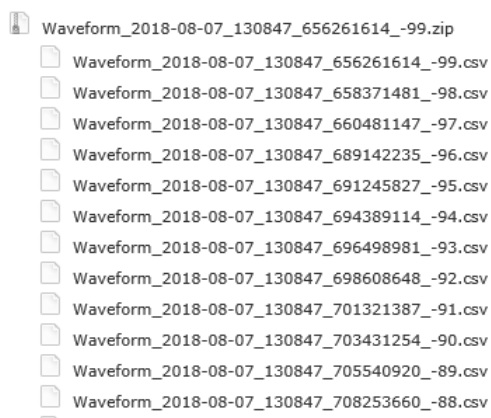 Waveform_2018-08-07_130847_656261614_-99.zip
Waveform_2018-08-07_130847_656261614_-99.csv
Waveform_2018-08-07_130847_658371481_-98.csv
Waveform_2018-08-07_130847_660481147_-97.csv
Waveform_2018-08-07_130847_689142235_-96.csv
Waveform_2018-08-07_130847_691245827_-95.csv
Waveform_2018-08-07_130847_694389114_-94.csv
Waveform_2018-08-07_130847_696498981_-93.csv
Waveform_2018-08-07_130847_698608648_-92.csv
Waveform_2018-08-07_130847_701321387_-91.csv
Waveform_2018-08-07_130847_703431254_-90.csv
Waveform_2018-08-07_130847_705540920_-89.csv
Waveform_2018-08-07_130847_708253660_-88.csv